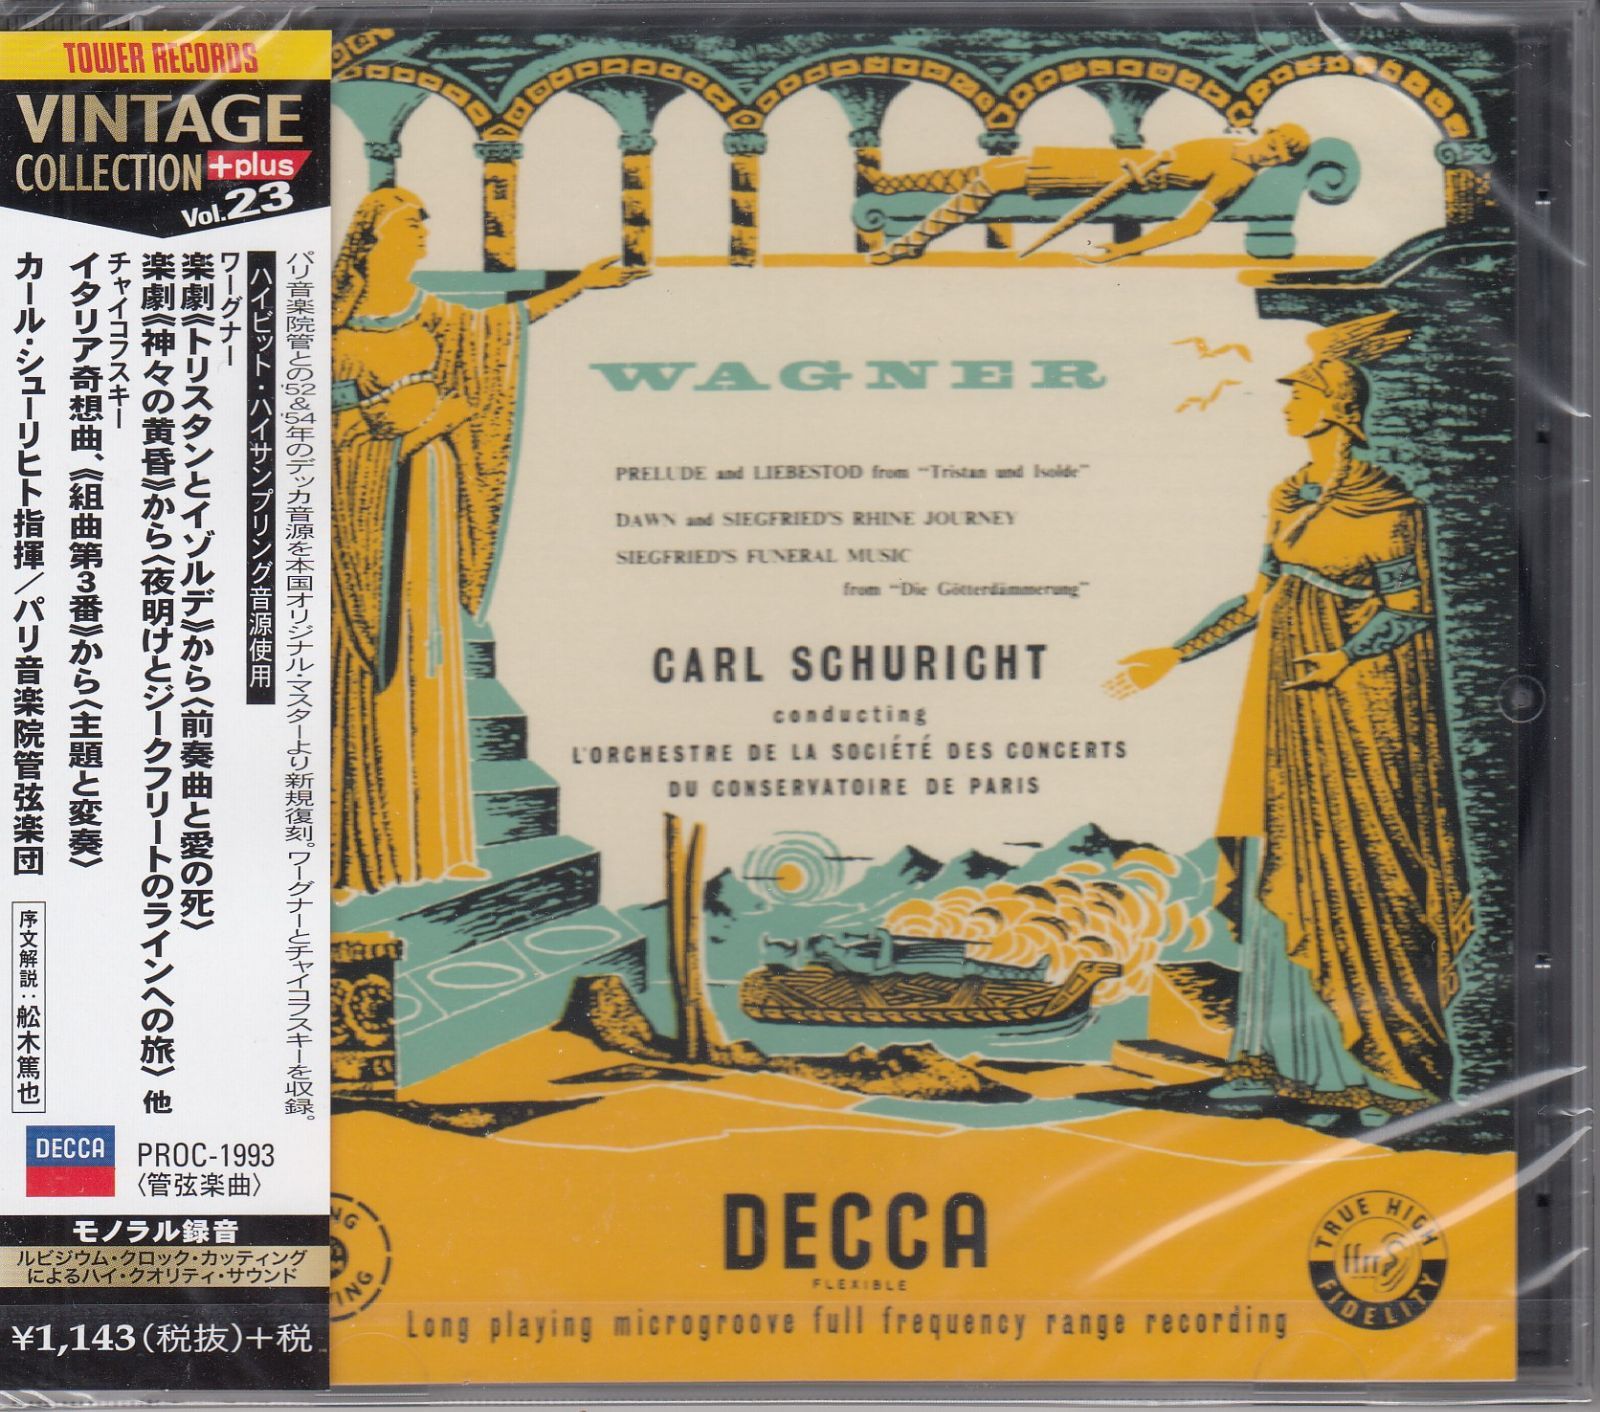 TOWER RECORDS
VINTAGE
COLLECTION +plus
Vol.23
パリ音楽院管との'52&'54年のデッカ音源を本国オリジナル・マスターより新規復刻。ワーグナーとチャイコフスキーを収録。
ハイビット・ハイサンプリング音源使用
ワーグナー
楽劇《トリスタンとイゾルデ》から〈前奏曲と愛の死〉
楽劇《神々の黄昏》から〈夜明けとジークフリートのラインへの旅〉 他
チャイコフスキー
イタリア奇想曲、《組曲第3番》から〈主題と変奏〉
カール・シューリヒト指揮/パリ音楽院管弦楽団
序文解説:舩木篤也
DECCA
PROC-1993
〈管弦楽曲〉
モノラル録音
ルビジウム・クロック・カッティング
によるハイ・クオリティ・サウンド
¥1,143(税抜)+税
WAGNER
PRELUDE and LIEBESTOD from "Tristan und Isolde"
DAWN and SIEGFRIED'S RHINE JOURNEY
SIEGFRIED'S FUNERAL MUSIC
from "Die Götterdämmerung"
CARL SCHURICHT
conducting
L'ORCHESTRE DE LA SOCIÉTÉ DES CONCERTS
DU CONSERVATOIRE DE PARIS
DECCA
FLEXIBLE
Long playing microgroove full frequency range recording
TRUE HIGH
ffrr
FIDELITY